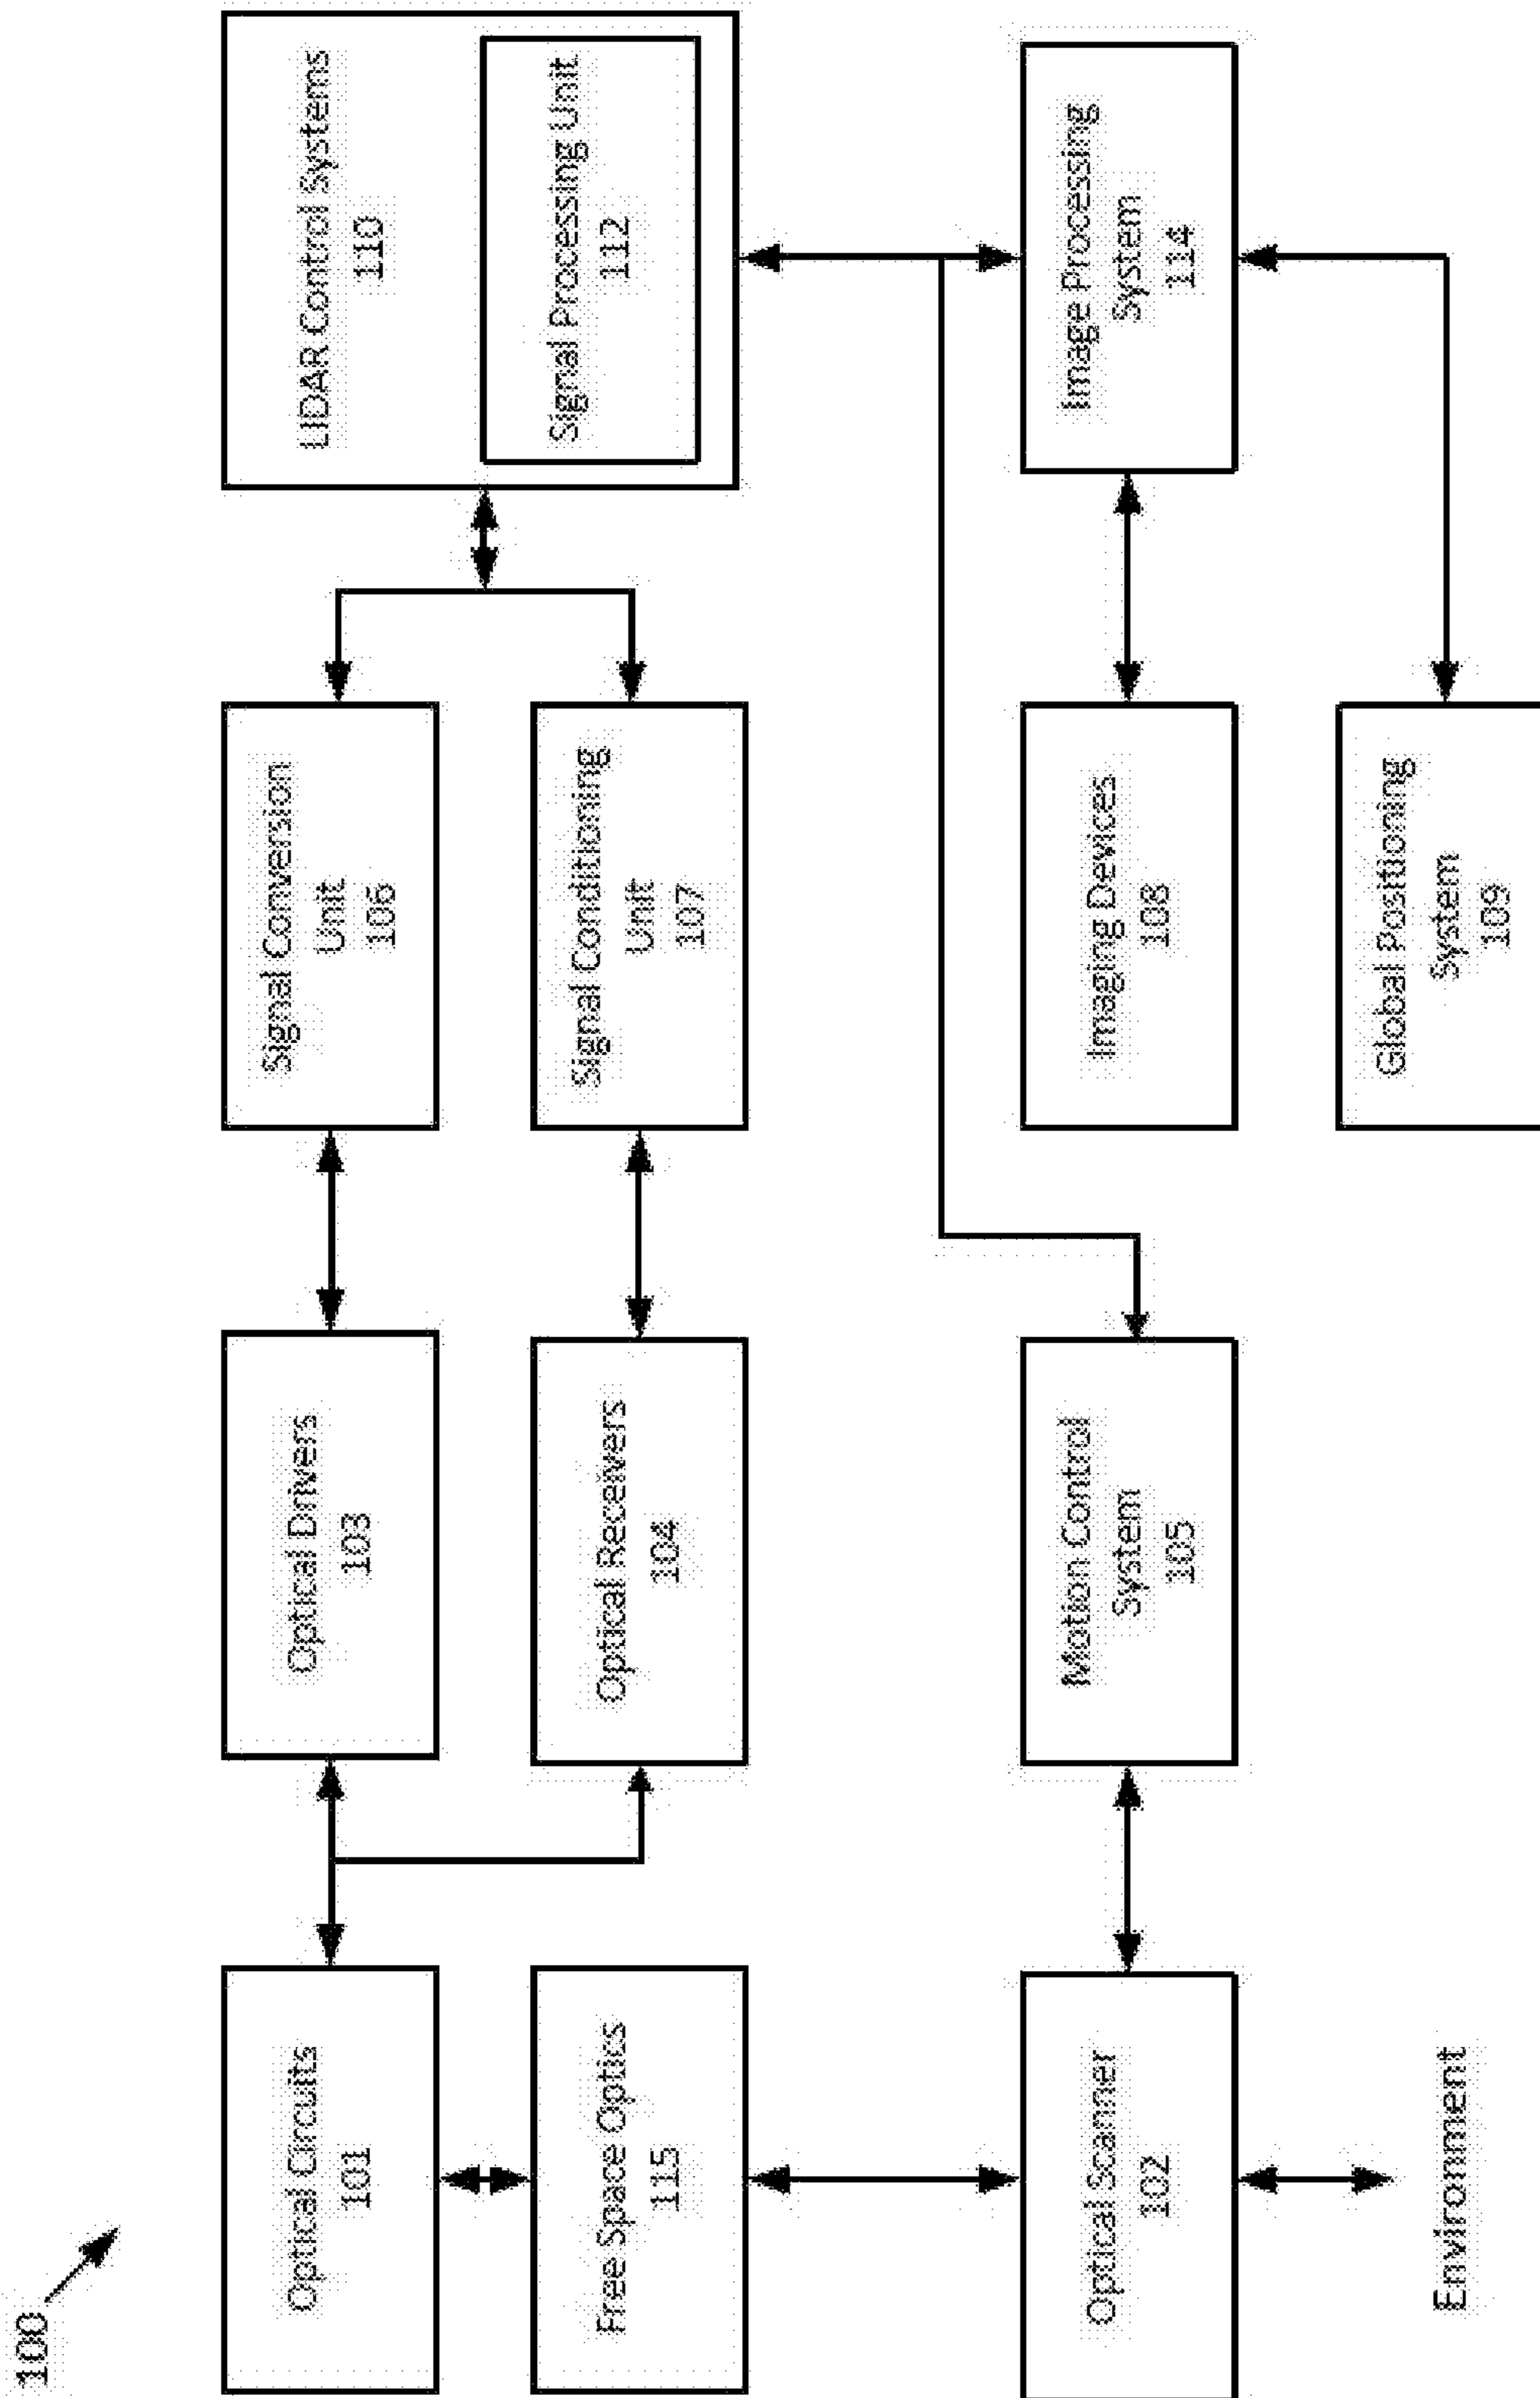 100
Optical Circuits
101
Optical Drivers
103
Signal Conversion
Unit
106
LIDAR Control Systems
110
Signal Processing Unit
112
Free Space Optics
115
Optical Receivers
104
Signal Conditioning
Unit
107
Optical Scanner
102
Motion Control
System
105
Imaging Devices
108
Image Processing
System
114
Environment
Global Positioning
System
109